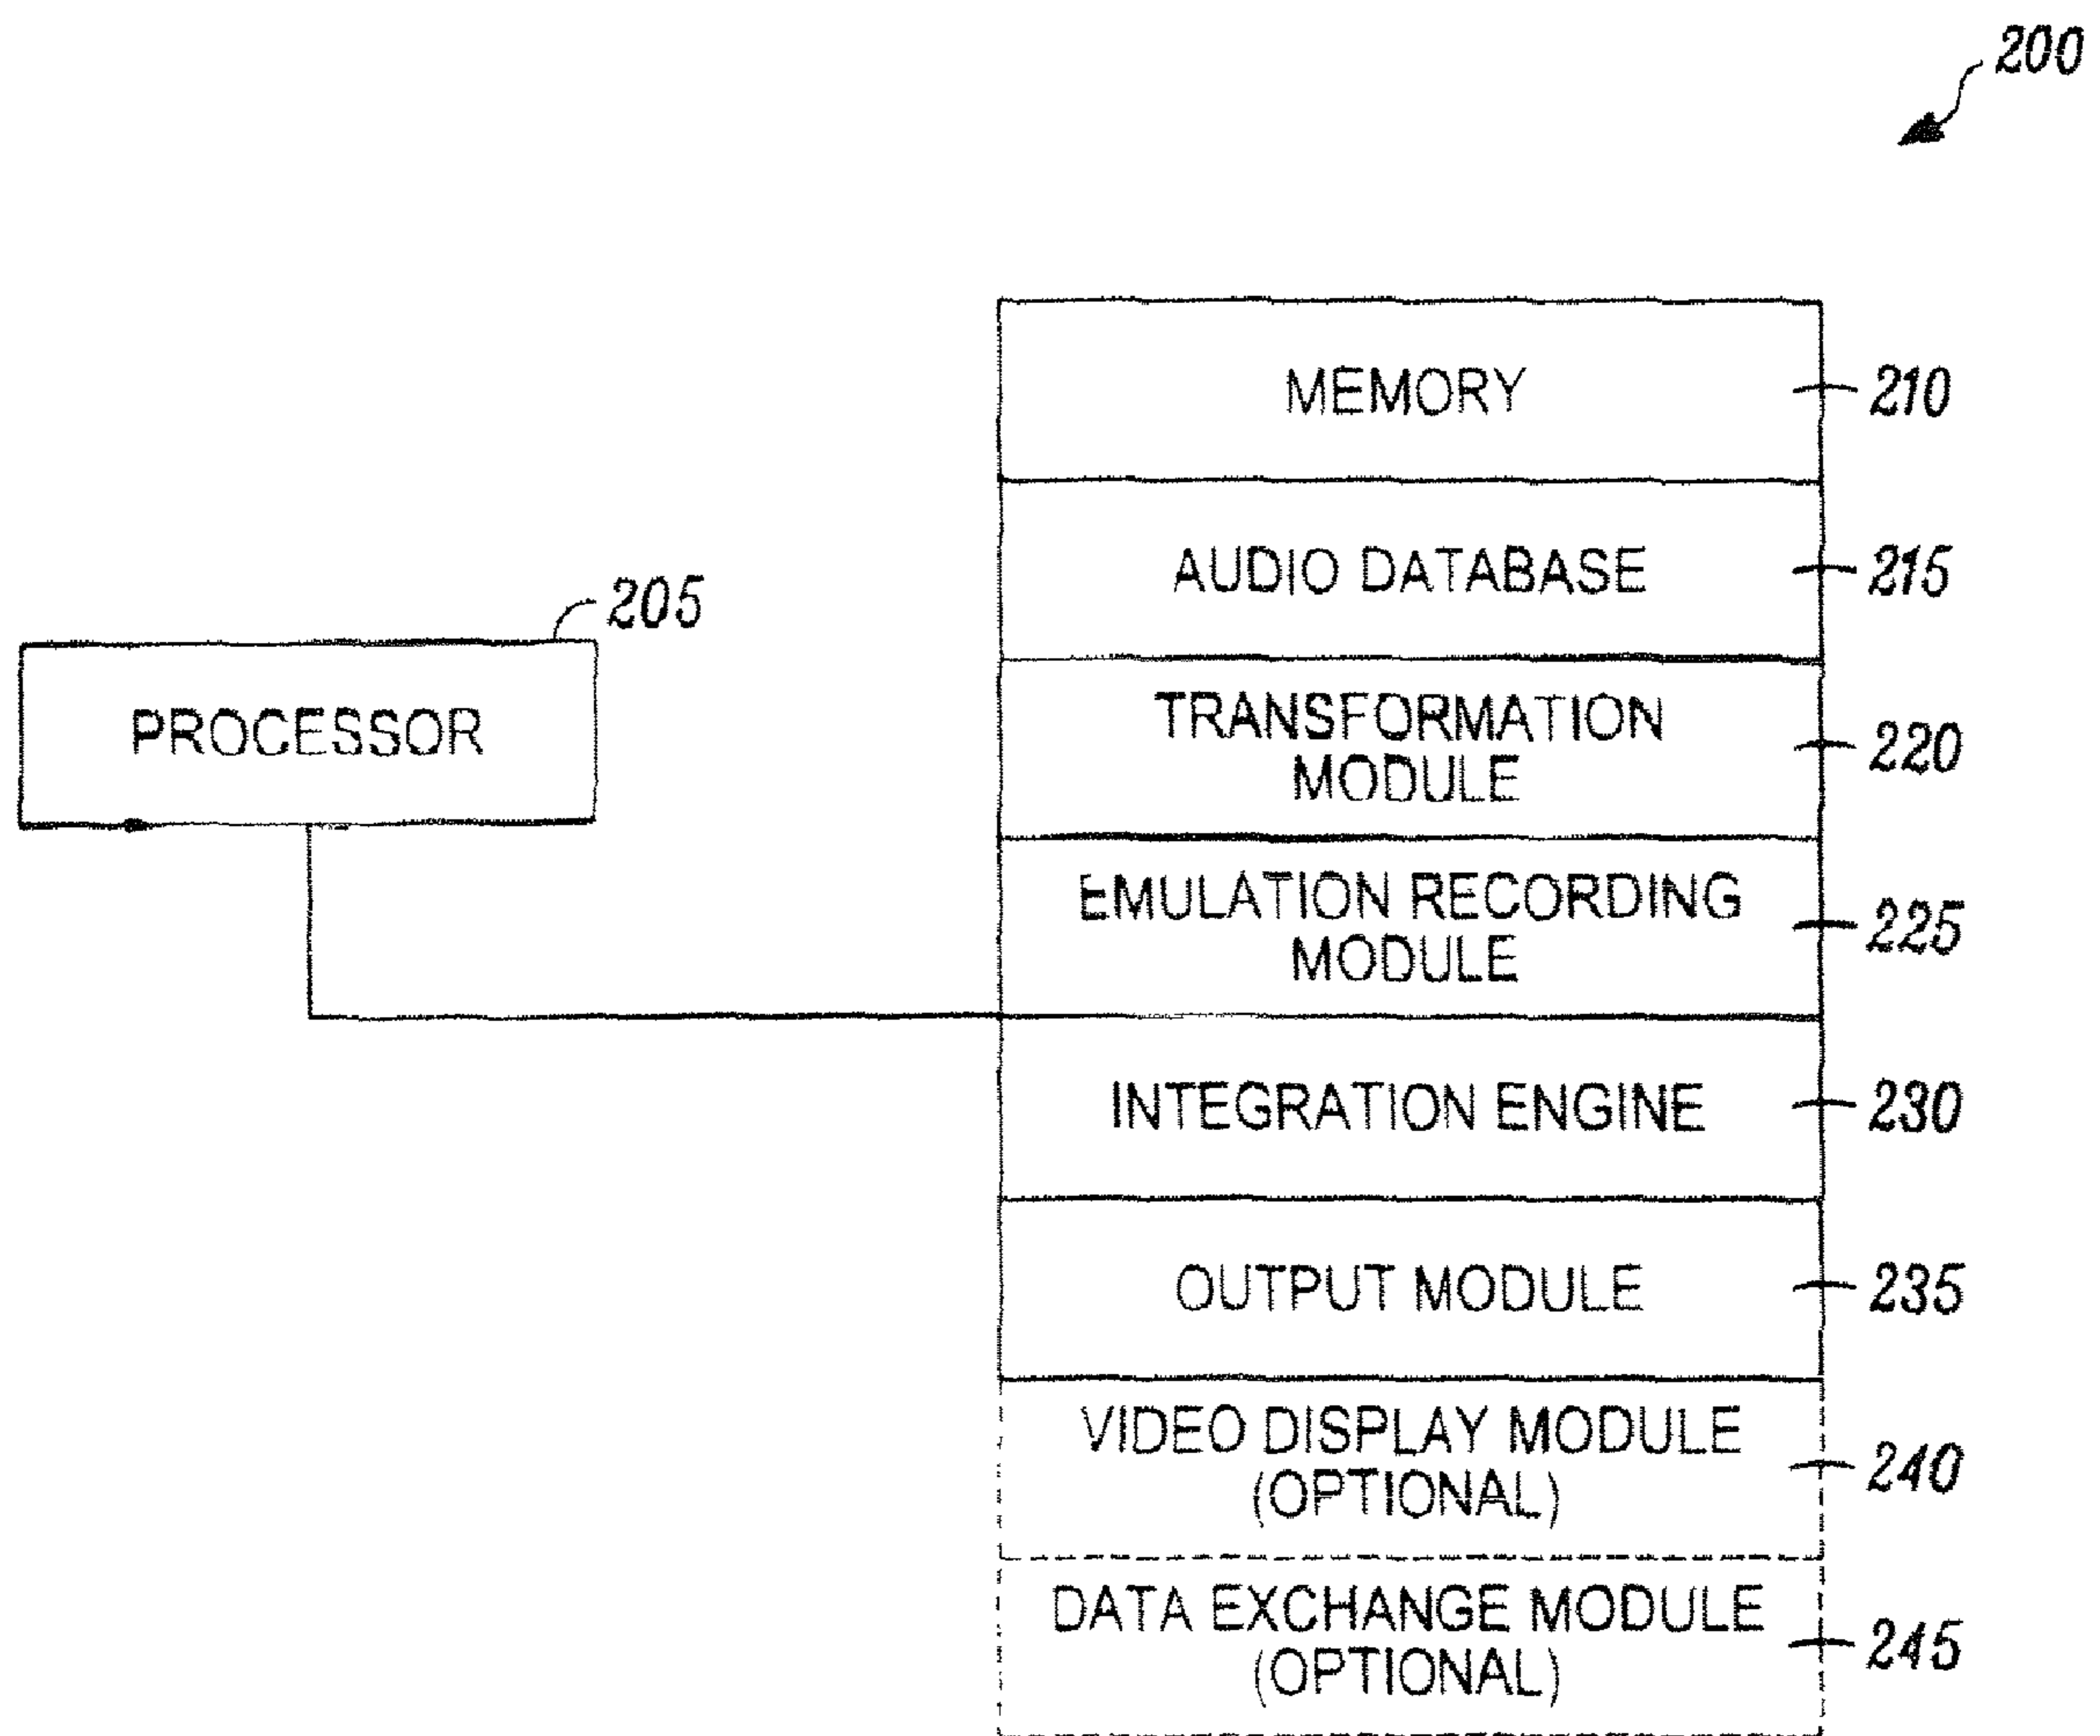 200
MEMORY
210
AUDIO DATABASE
215
205
PROCESSOR
TRANSFORMATION
MODULE
220
EMULATION RECORDING
MODULE
225
INTEGRATION ENGINE
230
OUTPUT MODULE
235
VIDEO DISPLAY MODULE
(OPTIONAL)
240
DATA EXCHANGE MODULE
(OPTIONAL)
245